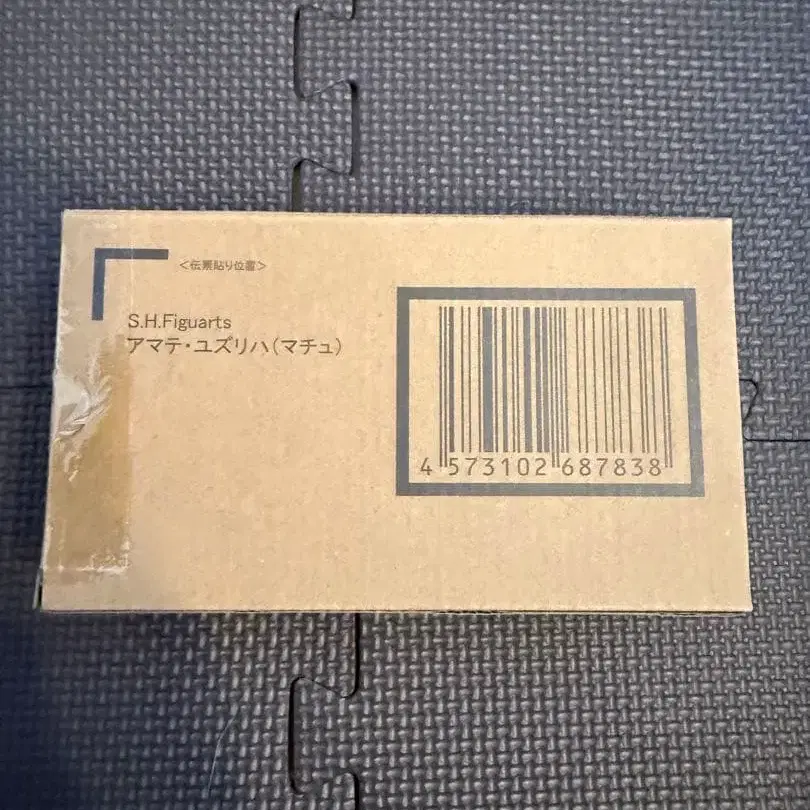 <伝票貼り位置>
S.H.Figuarts
アマテ・ユズリハ(マチュ)
4 573102 687838